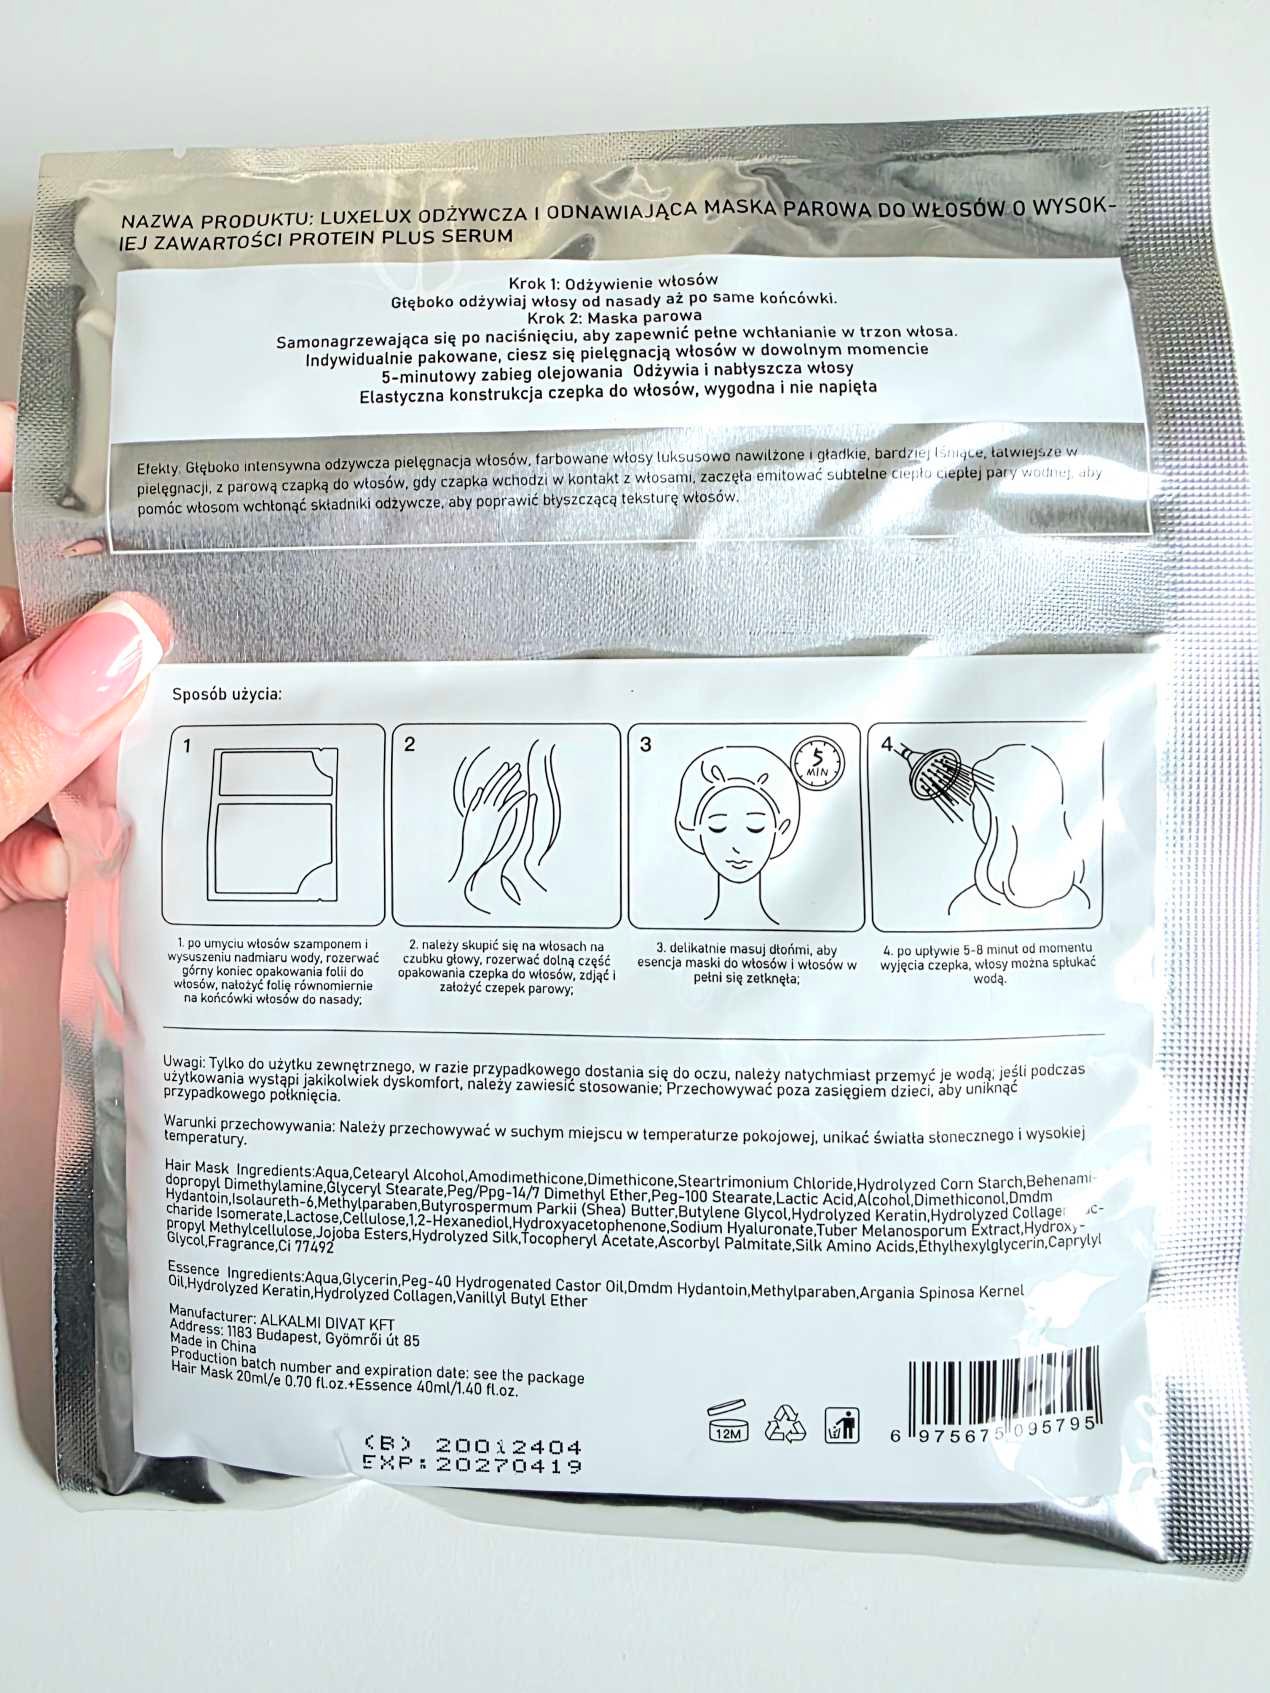 NAZWA PRODUKTU: LUXELUX ODŻYWCZA I ODNAWIAJĄCA MASKA PAROWA DO WŁOSÓW O WYSOK-
IEJ ZAWARTOŚCI PROTEIN PLUS SERUM
Krok 1: Odżywienie włosów
Głęboko odżywiaj włosy od nasady aż po same końcówki.
Krok 2: Maska parowa
Samonagrzewająca się po naciśnięciu, aby zapewnić pełne wchłanianie w trzon włosa.
Indywidualnie pakowane, ciesz się pielęgnacją włosów w dowolnym momencie
5-minutowy zabieg olejowania Odżywia i nabłyszcza włosy
Elastyczna konstrukcja czepka do włosów, wygodna i nie napięta
Efekty. Głęboko intensywna odżywcza pielęgnacja włosów, farbowane włosy luksusowo nawilżone i gładkie, bardziej lśniące, łatwiejsze w
pielęgnacji, z parową czapką do włosów, gdy czapka wchodzi w kontakt z włosami, zaczęła emitować subtelne ciepło ciepłej pary wodnej, aby
pomóc włosom wchłonąć składniki odżywcze, aby poprawić błyszczącą teksturę włosów.
Sposób użycia:
1
2
3
5
MIN
4.
1. po umyciu włosów szamponem i
wysuszeniu nadmiaru wody, rozerwać
górny koniec opakowania folii do
włosów, nałożyć folię równomiernie
na końcówki włosów do nasady;
2. należy skupić się na włosach na
czubku głowy, rozerwać dolną część
opakowania czepka do włosów, zdjąć i
założyć czepek parowy;
3. delikatnie masuj dłońmi, aby
esencja maski do włosów i włosów w
pełni się zetknęła;
4. po upływie 5-8 minut od momentu
wyjęcia czepka, włosy można spłukać
wodą.
Uwagi: Tylko do użytku zewnętrznego, w razie przypadkowego dostania się do oczu, należy natychmiast przemyć je wodą; jeśli podczas
użytkowania wystąpi jakikolwiek dyskomfort, należy zawiesić stosowanie; Przechowywać poza zasięgiem dzieci, aby uniknąć
przypadkowego połknięcia.
Warunki przechowywania: Należy przechowywać w suchym miejscu w temperaturze pokojowej, unikać światła słonecznego i wysokiej
temperatury.
Hair Mask Ingredients:Aqua,Cetearyl Alcohol,Amodimethicone,Dimethicone,Steartrimonium Chloride,Hydrolyzed Corn Starch,Behenami-
dopropyl Dimethylamine,Glyceryl Stearate,Peg/Ppg-14/7 Dimethyl Ether,Peg-100 Stearate,Lactic Acid,Alcohol,Dimethiconol,Dmdm
Hydantoin,Isolaureth-6,Methylparaben,Butyrospermum Parkii (Shea) Butter,Butylene Glycol,Hydrolyzed Keratin,Hydrolyzed
charide Isomerate,Lactose,Cellulose,1,2-Hexanediol,Hydroxyacetophenone,Sodium Hyaluronate,Tuber Melanosporum Extract,Hydroxy-
propyl Methylcellulose,Jojoba Esters,Hydrolyzed Silk,Tocopheryl Acetate,Ascorbyl Palmitate,Silk Amino Acids,Ethylhexylglycerin,Caprylyl
Glycol,Fragrance,Ci 77492
Essence Ingredients:Aqua,Glycerin,Peg-40 Hydrogenated Castor Oil,Dmdm Hydantoin,Methylparaben,Argania Spinosa Kernel
Oil,Hydrolyzed Keratin,Hydrolyzed Collagen,Vanillyl Butyl Ether
Manufacturer: ALKALMI DIVAT KFT
Address: 1183 Budapest, Gyömrői út 85
Made in China
Production batch number and expiration date: see the package
Hair Mask 20ml/e 0.70 fl.oz.+Essence 40ml/1.40 fl.oz.
12M
6 975675 095795
(B) 20012404
EXP:20270419